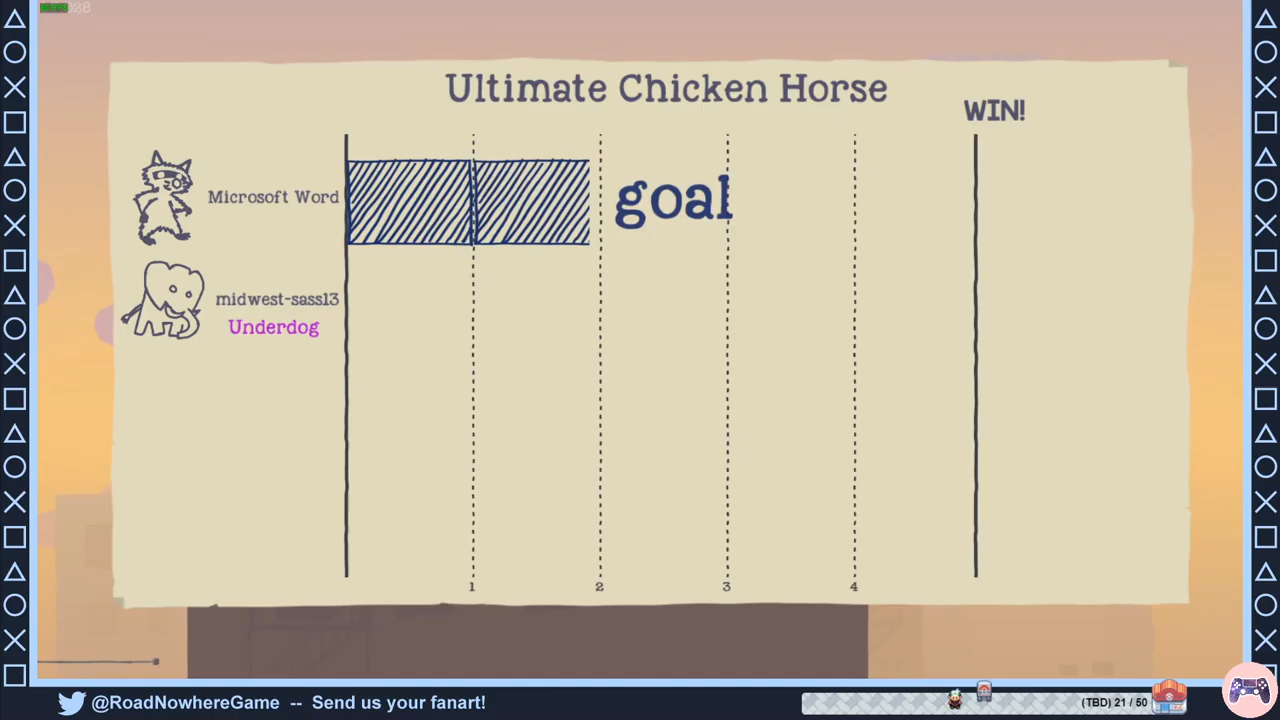 Ultimate Chicken Horse
WIN!
Microsoft Word
goal
midwest-sass13
Underdog
1 2 3 4
@RoadNowhereGame -- Send us your fanart!
(TBD) 21 / 50